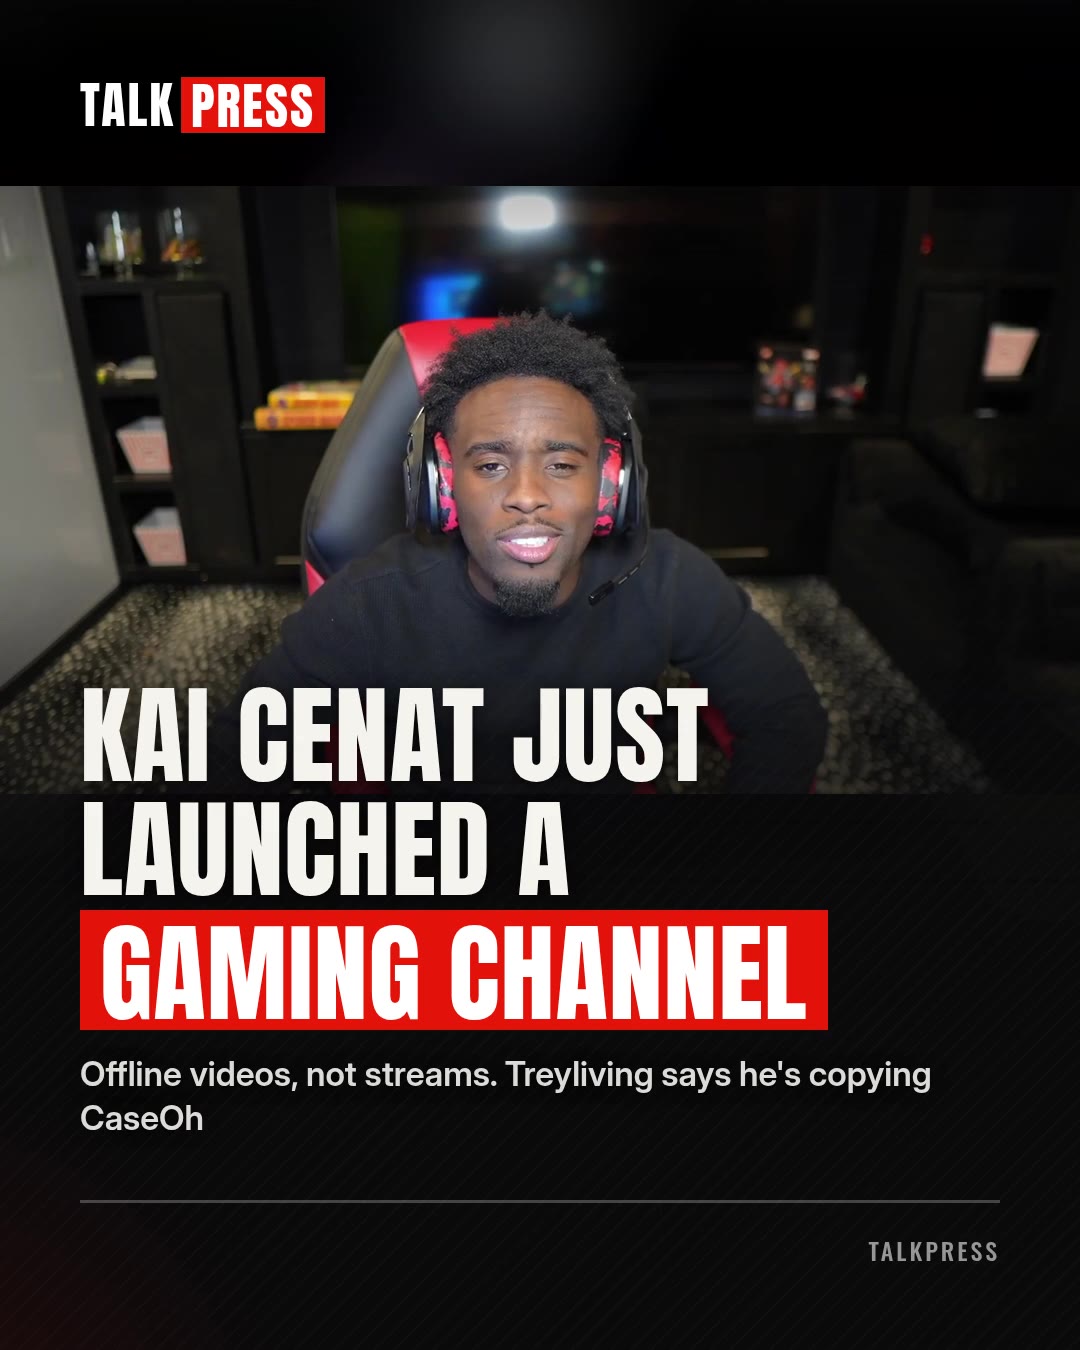 TALK PRESS
KAI CENAT JUST
LAUNCHED A
GAMING CHANNEL
Offline videos, not streams. Treyliving says he's copying
CaseOh
TALKPRESS